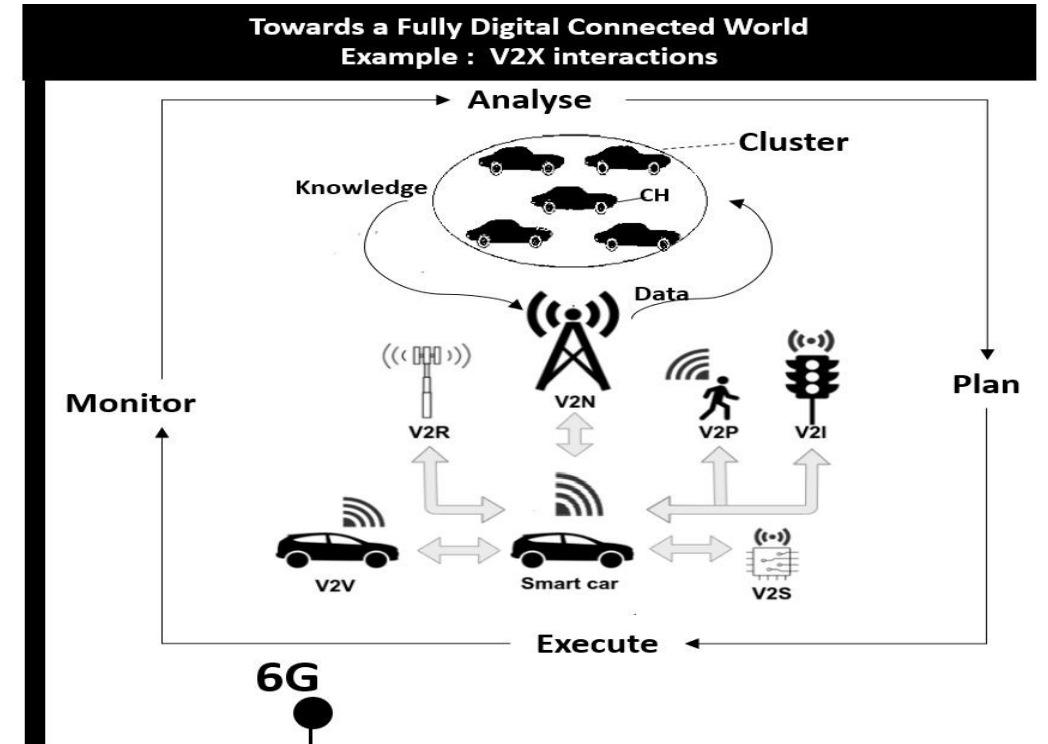 Towards a Fully Digital Connected World
Example : V2X interactions
Analyse
Cluster
Knowledge
CH
Data
V2N
Plan
Monitor
V2R
V2P
V2I
V2V
Smart car
V2S
Execute
6G